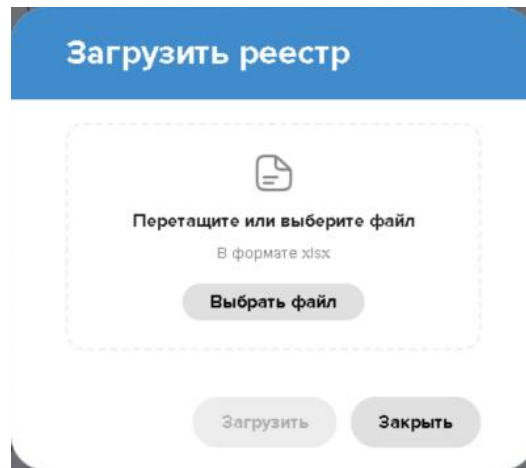 Загрузить реестр
Перетащите или выберите файл
В формате xlsx
Выбрать файл
Загрузить Закрыть